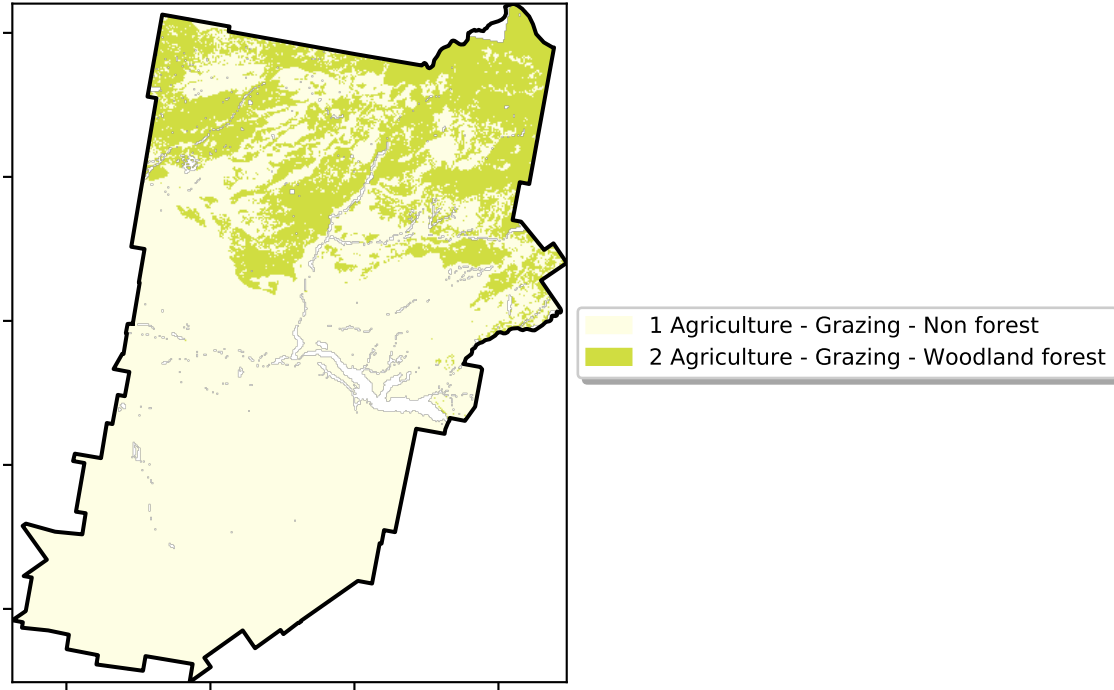 1 Agriculture - Grazing - Non forest
2 Agriculture - Grazing - Woodland forest